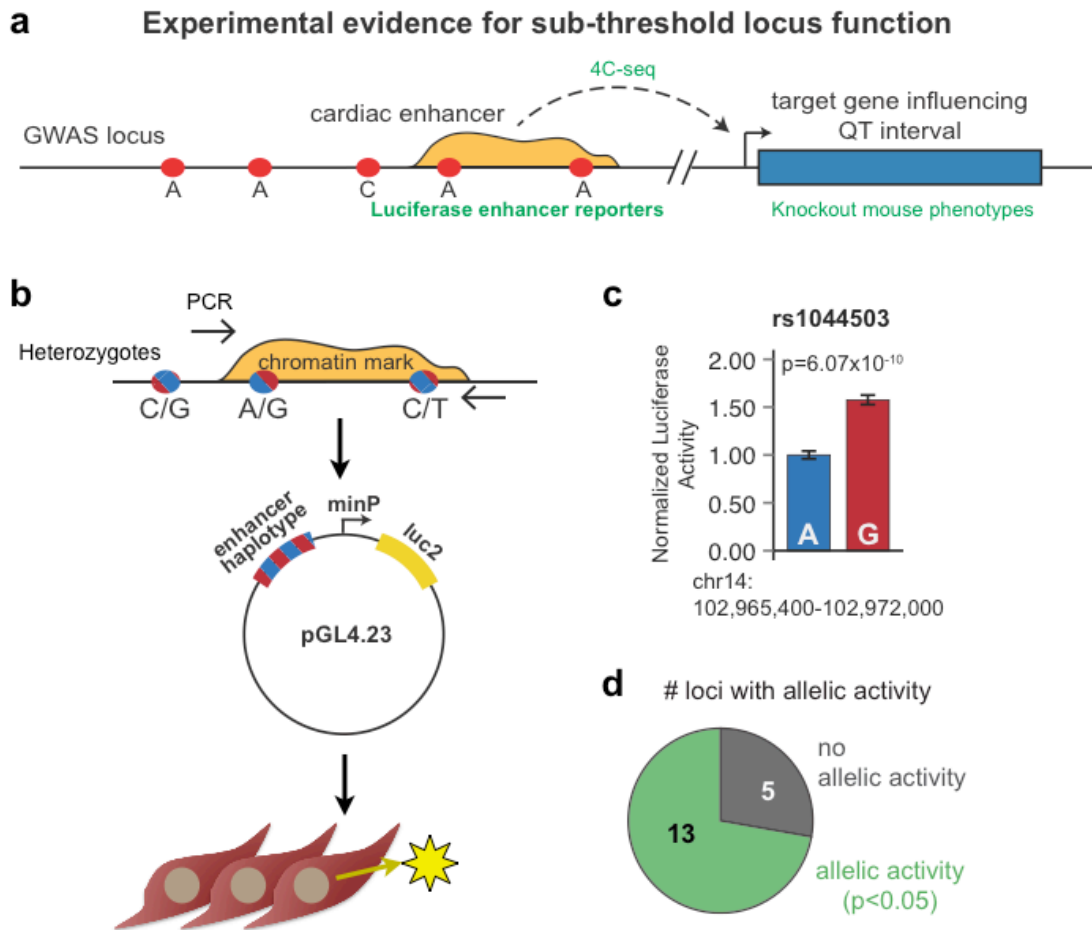 a
Experimental evidence for sub-threshold locus function
4C-seq
cardiac enhancer
target gene influencing
QT interval
GWAS locus
A
A
C
A
A
Luciferase enhancer reporters
Knockout mouse phenotypes
b
PCR
Heterozygotes
chromatin mark
C/G
A/G
C/T
enhancer
haplotype
minP
luc2
pGL4.23
c
rs1044503
p=6.07x10⁻¹⁰
Normalized Luciferase
Activity
2.00
1.50
1.00
0.50
0.00
A
G
chr14:
102,965,400-102,972,000
d
# loci with allelic activity
no
allelic activity
5
13
allelic activity
(p<0.05)